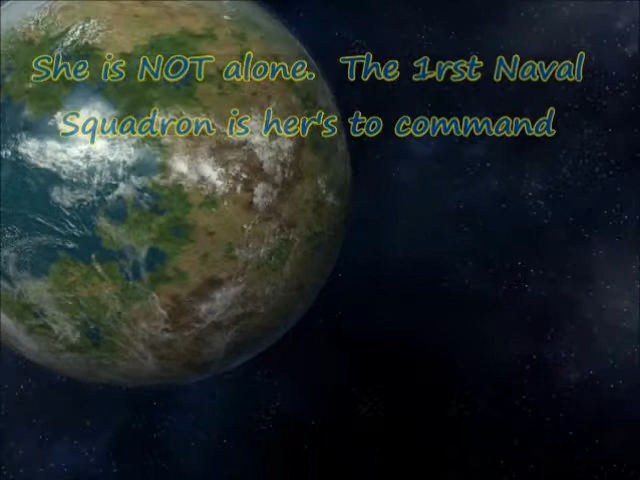 She is NOT alone.  The 1rst Naval
Squadron is her's to command